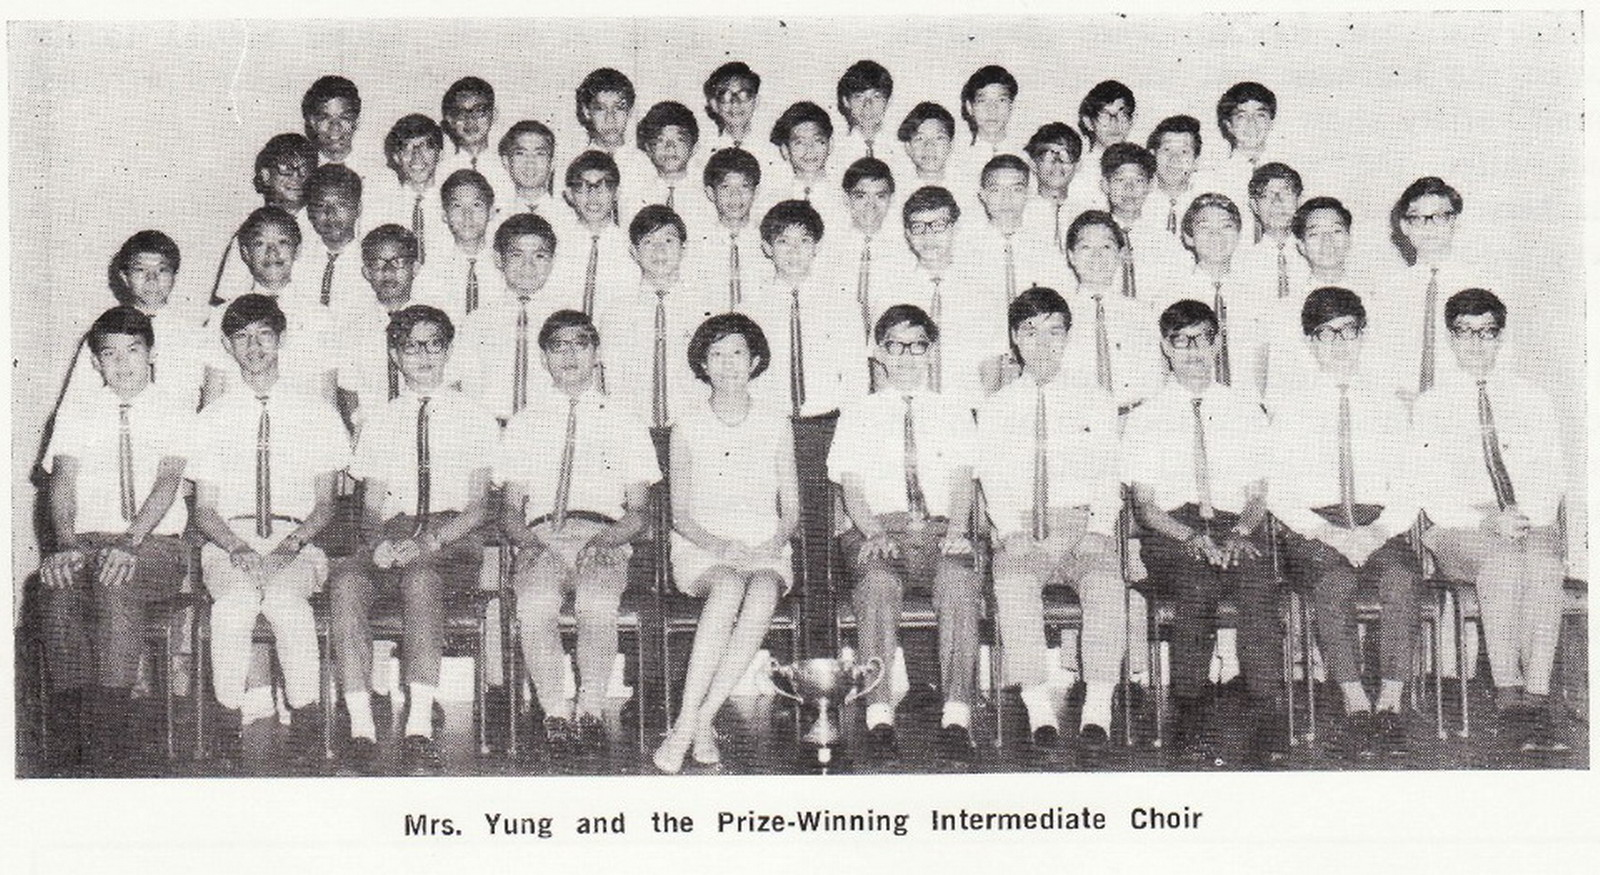 Mrs. Yung and the Prize-Winning Intermediate Choir